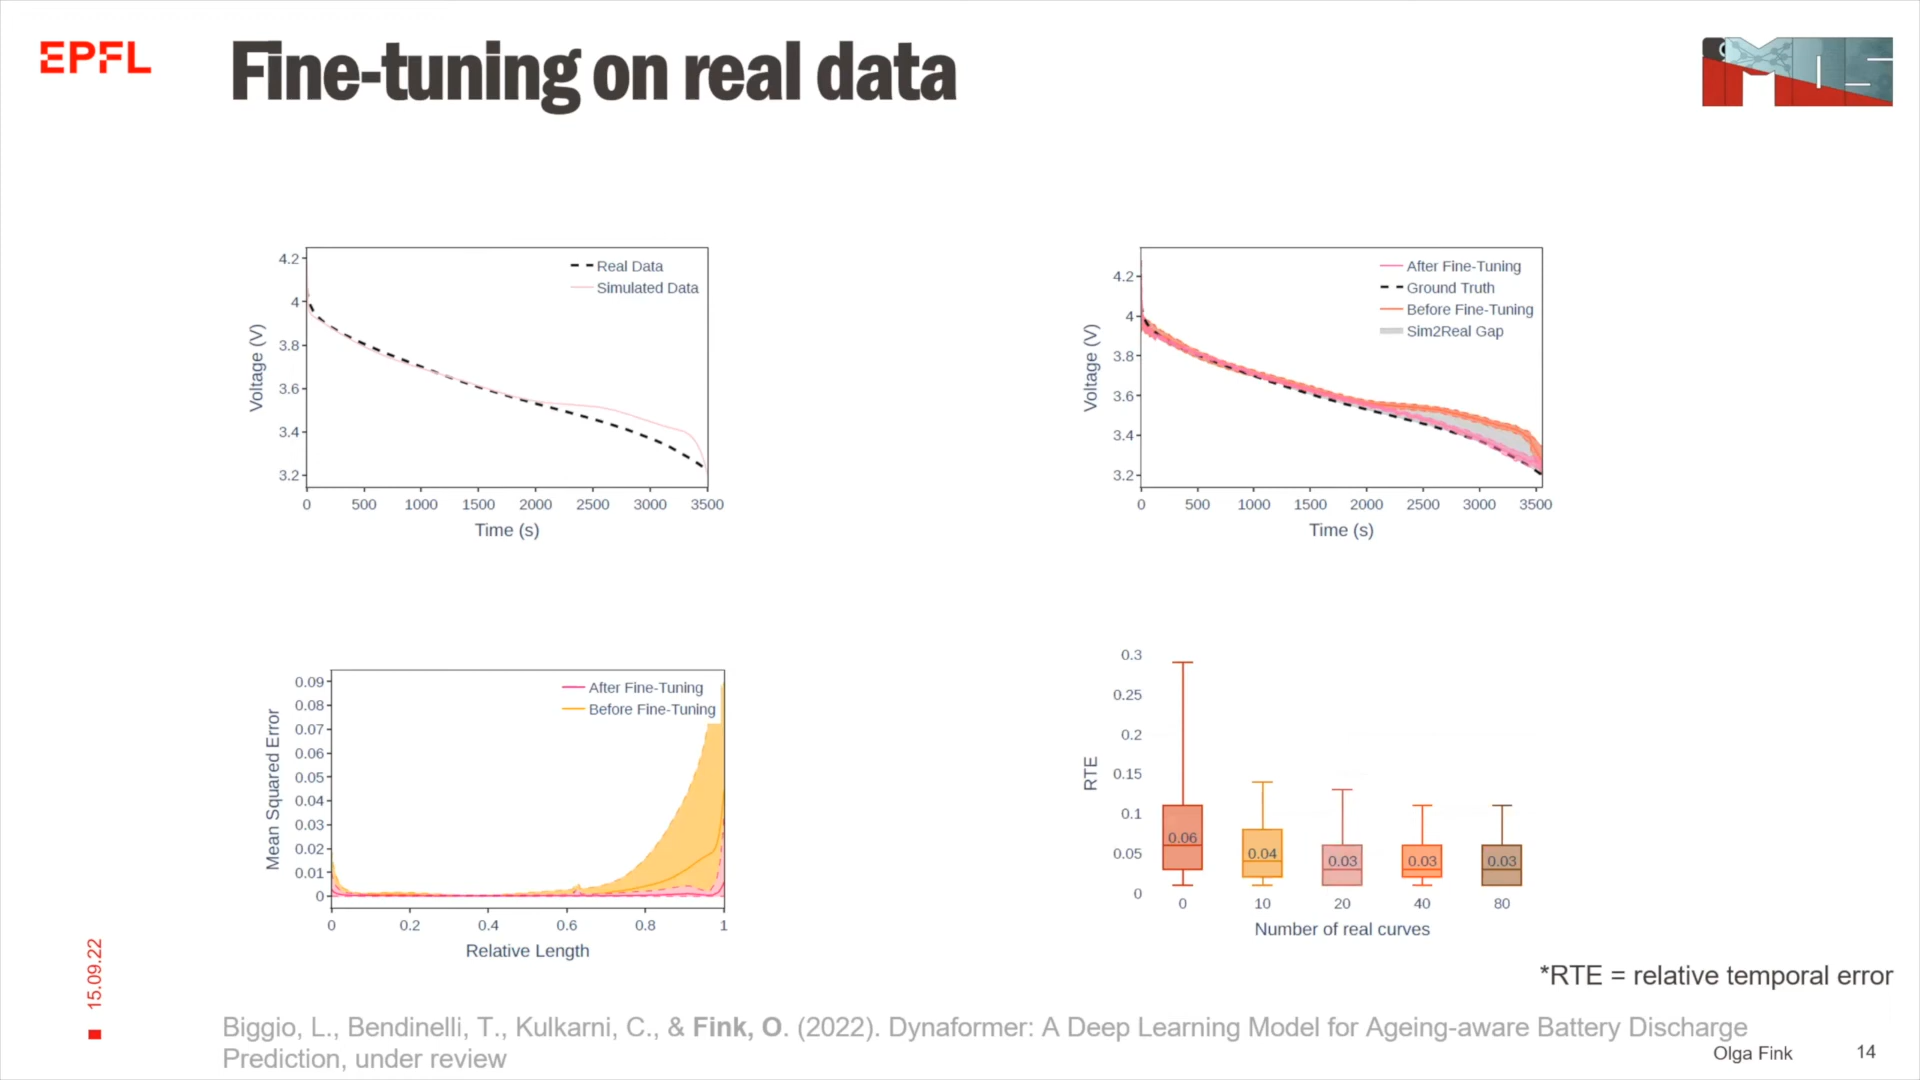 EPFL
Fine-tuning on real data
Real Data
Simulated Data
Voltage (V)
4.2
4
3.8
3.6
3.4
3.2
0 500 1000 1500 2000 2500 3000 3500
Time (s)
After Fine-Tuning
Ground Truth
Before Fine-Tuning
Sim2Real Gap
Voltage (V)
4.2
4
3.8
3.6
3.4
3.2
0 500 1000 1500 2000 2500 3000 3500
Time (s)
After Fine-Tuning
Before Fine-Tuning
Mean Squared Error
0.09
0.08
0.07
0.06
0.05
0.04
0.03
0.02
0.01
0
0 0.2 0.4 0.6 0.8 1
Relative Length
RTE
0.3
0.25
0.2
0.15
0.1
0.05
0
0.06 0.04 0.03 0.03 0.03
0 10 20 40 80
Number of real curves
*RTE = relative temporal error
15.09.22
Biggio, L., Bendinelli, T., Kulkarni, C., & Fink, O. (2022). Dynaformer: A Deep Learning Model for Ageing-aware Battery Discharge
Prediction, under review
Olga Fink 14